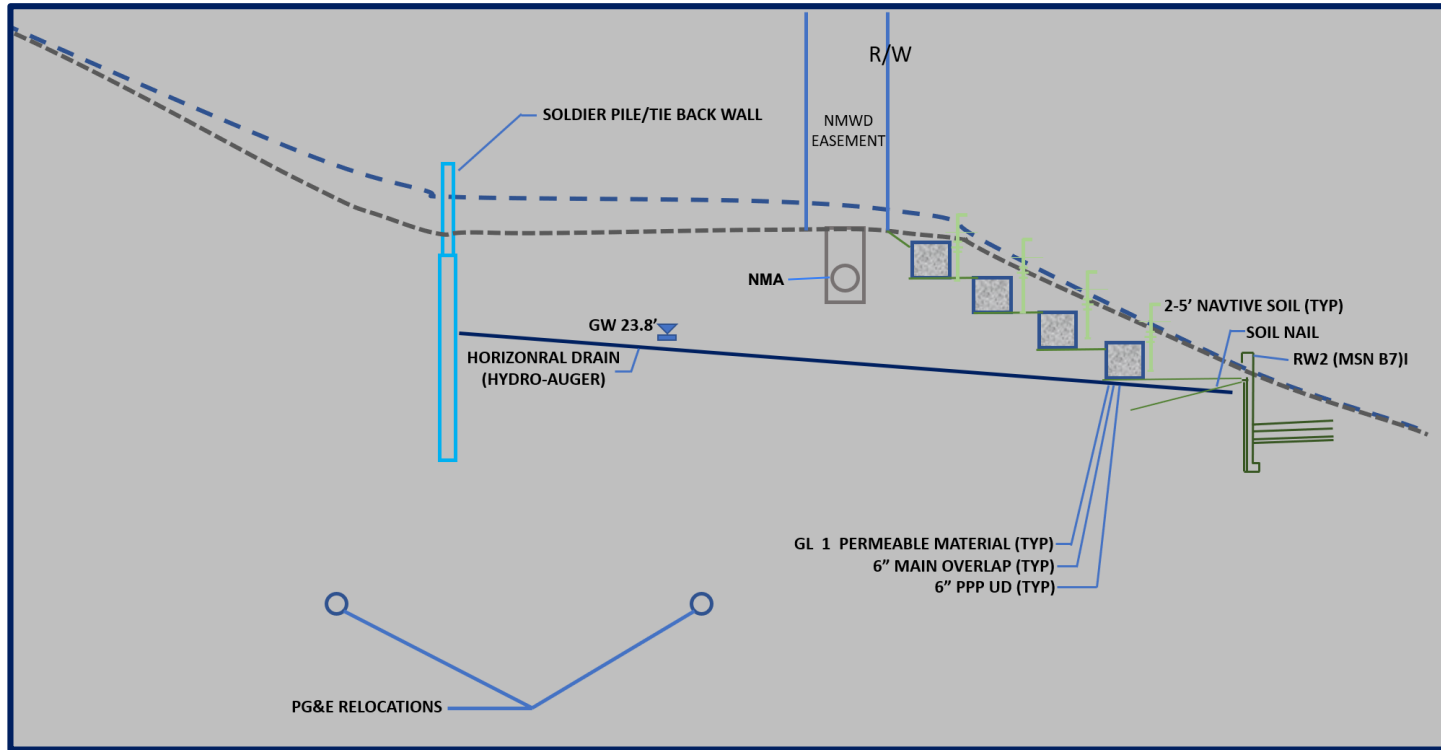 R/W
SOLDIER PILE/TIE BACK WALL
NMWD
EASEMENT
NMA
2-5’ NAVTIVE SOIL (TYP)
SOIL NAIL
RW2 (MSN B7)I
GW 23.8’
HORIZONRAL DRAIN
(HYDRO-AUGER)
GL 1 PERMEABLE MATERIAL (TYP)
6” MAIN OVERLAP (TYP)
6” PPP UD (TYP)
PG&E RELOCATIONS